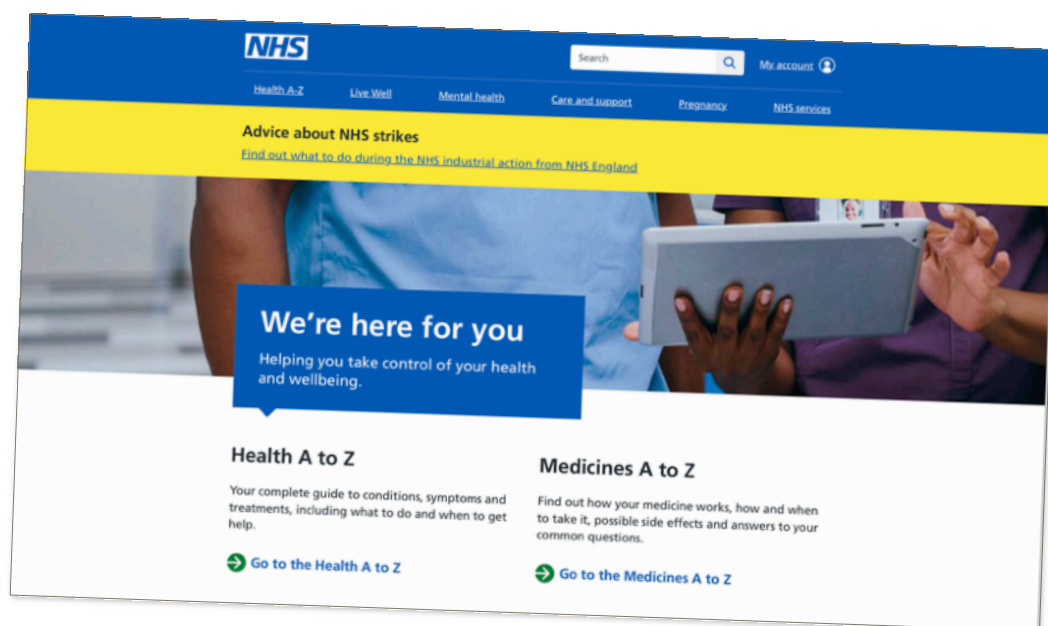 NHS
Search
My account
Health A-Z Live Well Mental health Care and support Pregnancy NHS services
Advice about NHS strikes
Find out what to do during the NHS industrial action from NHS England
We're here for you
Helping you take control of your health
and wellbeing.
Health A to Z
Your complete guide to conditions, symptoms and
treatments, including what to do and when to get
help.
Go to the Health A to Z
Medicines A to Z
Find out how your medicine works, how and when
to take it, possible side effects and answers to your
common questions.
Go to the Medicines A to Z